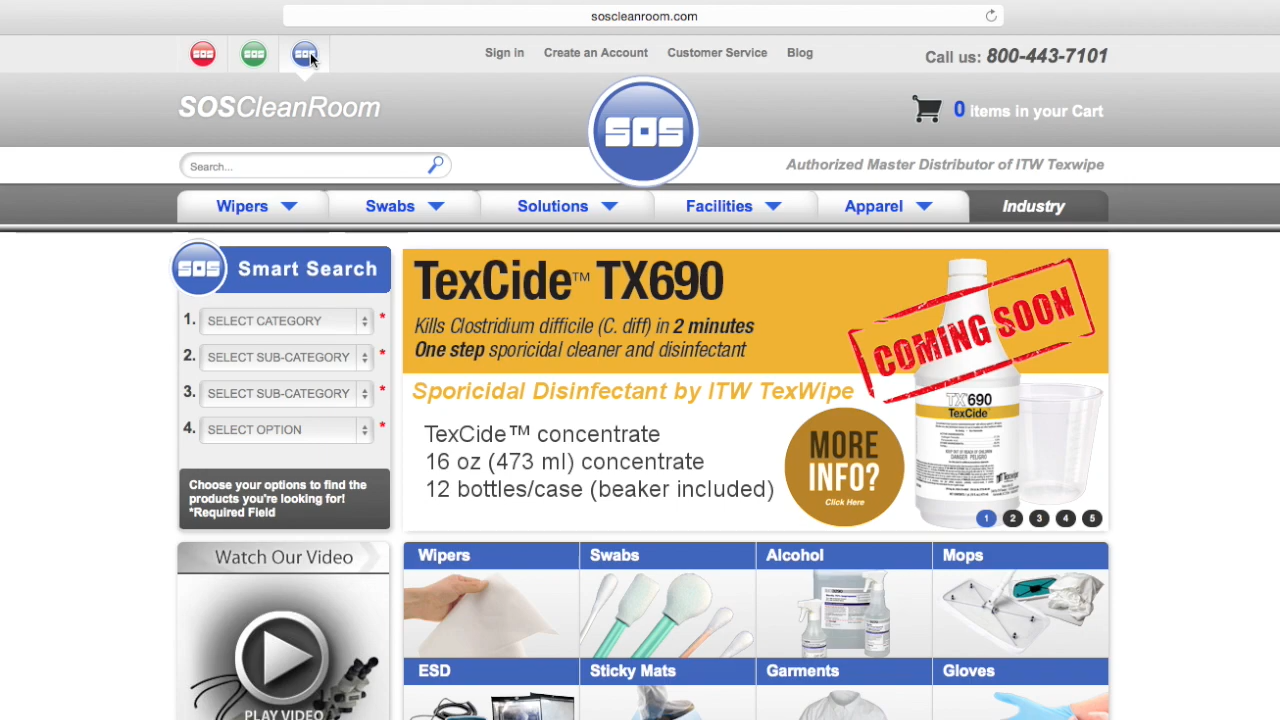 soscleanroom.com
SOS SOS SOS
Sign in Create an Account Customer Service Blog
Call us: 800-443-7101
SOSCleanRoom
SOS
0 items in your Cart
Search...
Authorized Master Distributor of ITW Texwipe
Wipers Swabs Solutions Facilities Apparel Industry
SOS Smart Search
1. SELECT CATEGORY *
2. SELECT SUB-CATEGORY *
3. SELECT SUB-CATEGORY *
4. SELECT OPTION *
Choose your options to find the
products you're looking for!
*Required Field
TexCide™ TX690
Kills Clostridium difficile (C. diff) in 2 minutes
One step sporicidal cleaner and disinfectant
COMING SOON
Sporicidal Disinfectant by ITW TexWipe
TexCide™ concentrate
16 oz (473 ml) concentrate
12 bottles/case (beaker included)
MORE
INFO?
Click Here
TX690
TexCide
1 2 3 4 5
Watch Our Video
PLAY VIDEO
Wipers Swabs Alcohol Mops
ESD Sticky Mats Garments Gloves